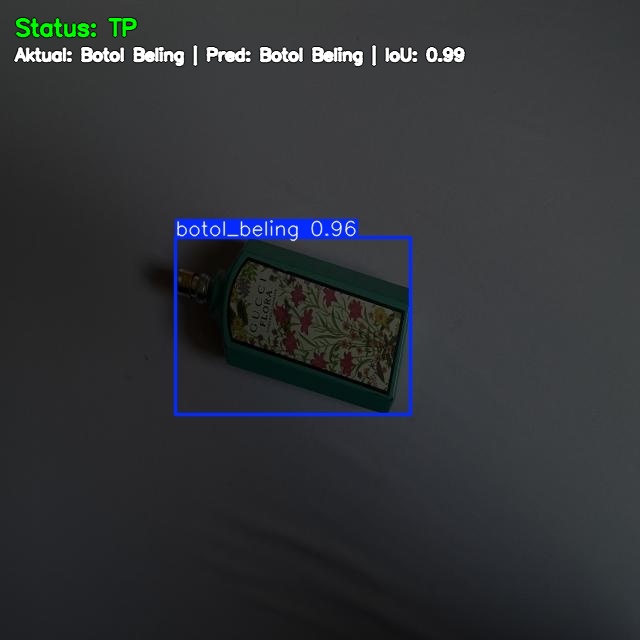 Status: TP
Aktual: Botol Beling | Pred: Botol Beling | IoU: 0.99
botol_beling 0.96
GUCCI
FLORA